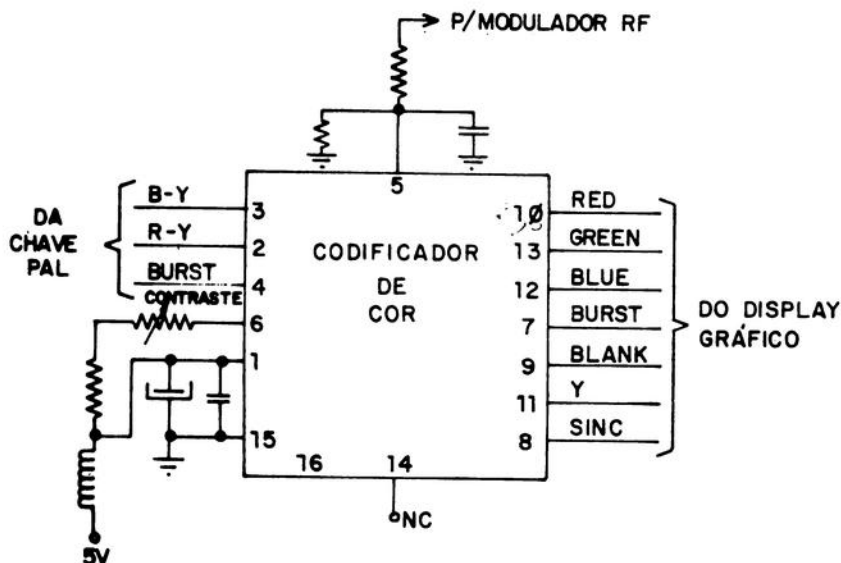 P/MODULADOR RF
5
DA
CHAVE
PAL
B-Y
3
R-Y
2
BURST
4
CONTRASTE
6
1
15
16
14
NC
5V
CODIFICADOR
DE
COR
10
RED
13
GREEN
12
BLUE
7
BURST
9
BLANK
11
Y
8
SINC
DO DISPLAY
GRÁFICO